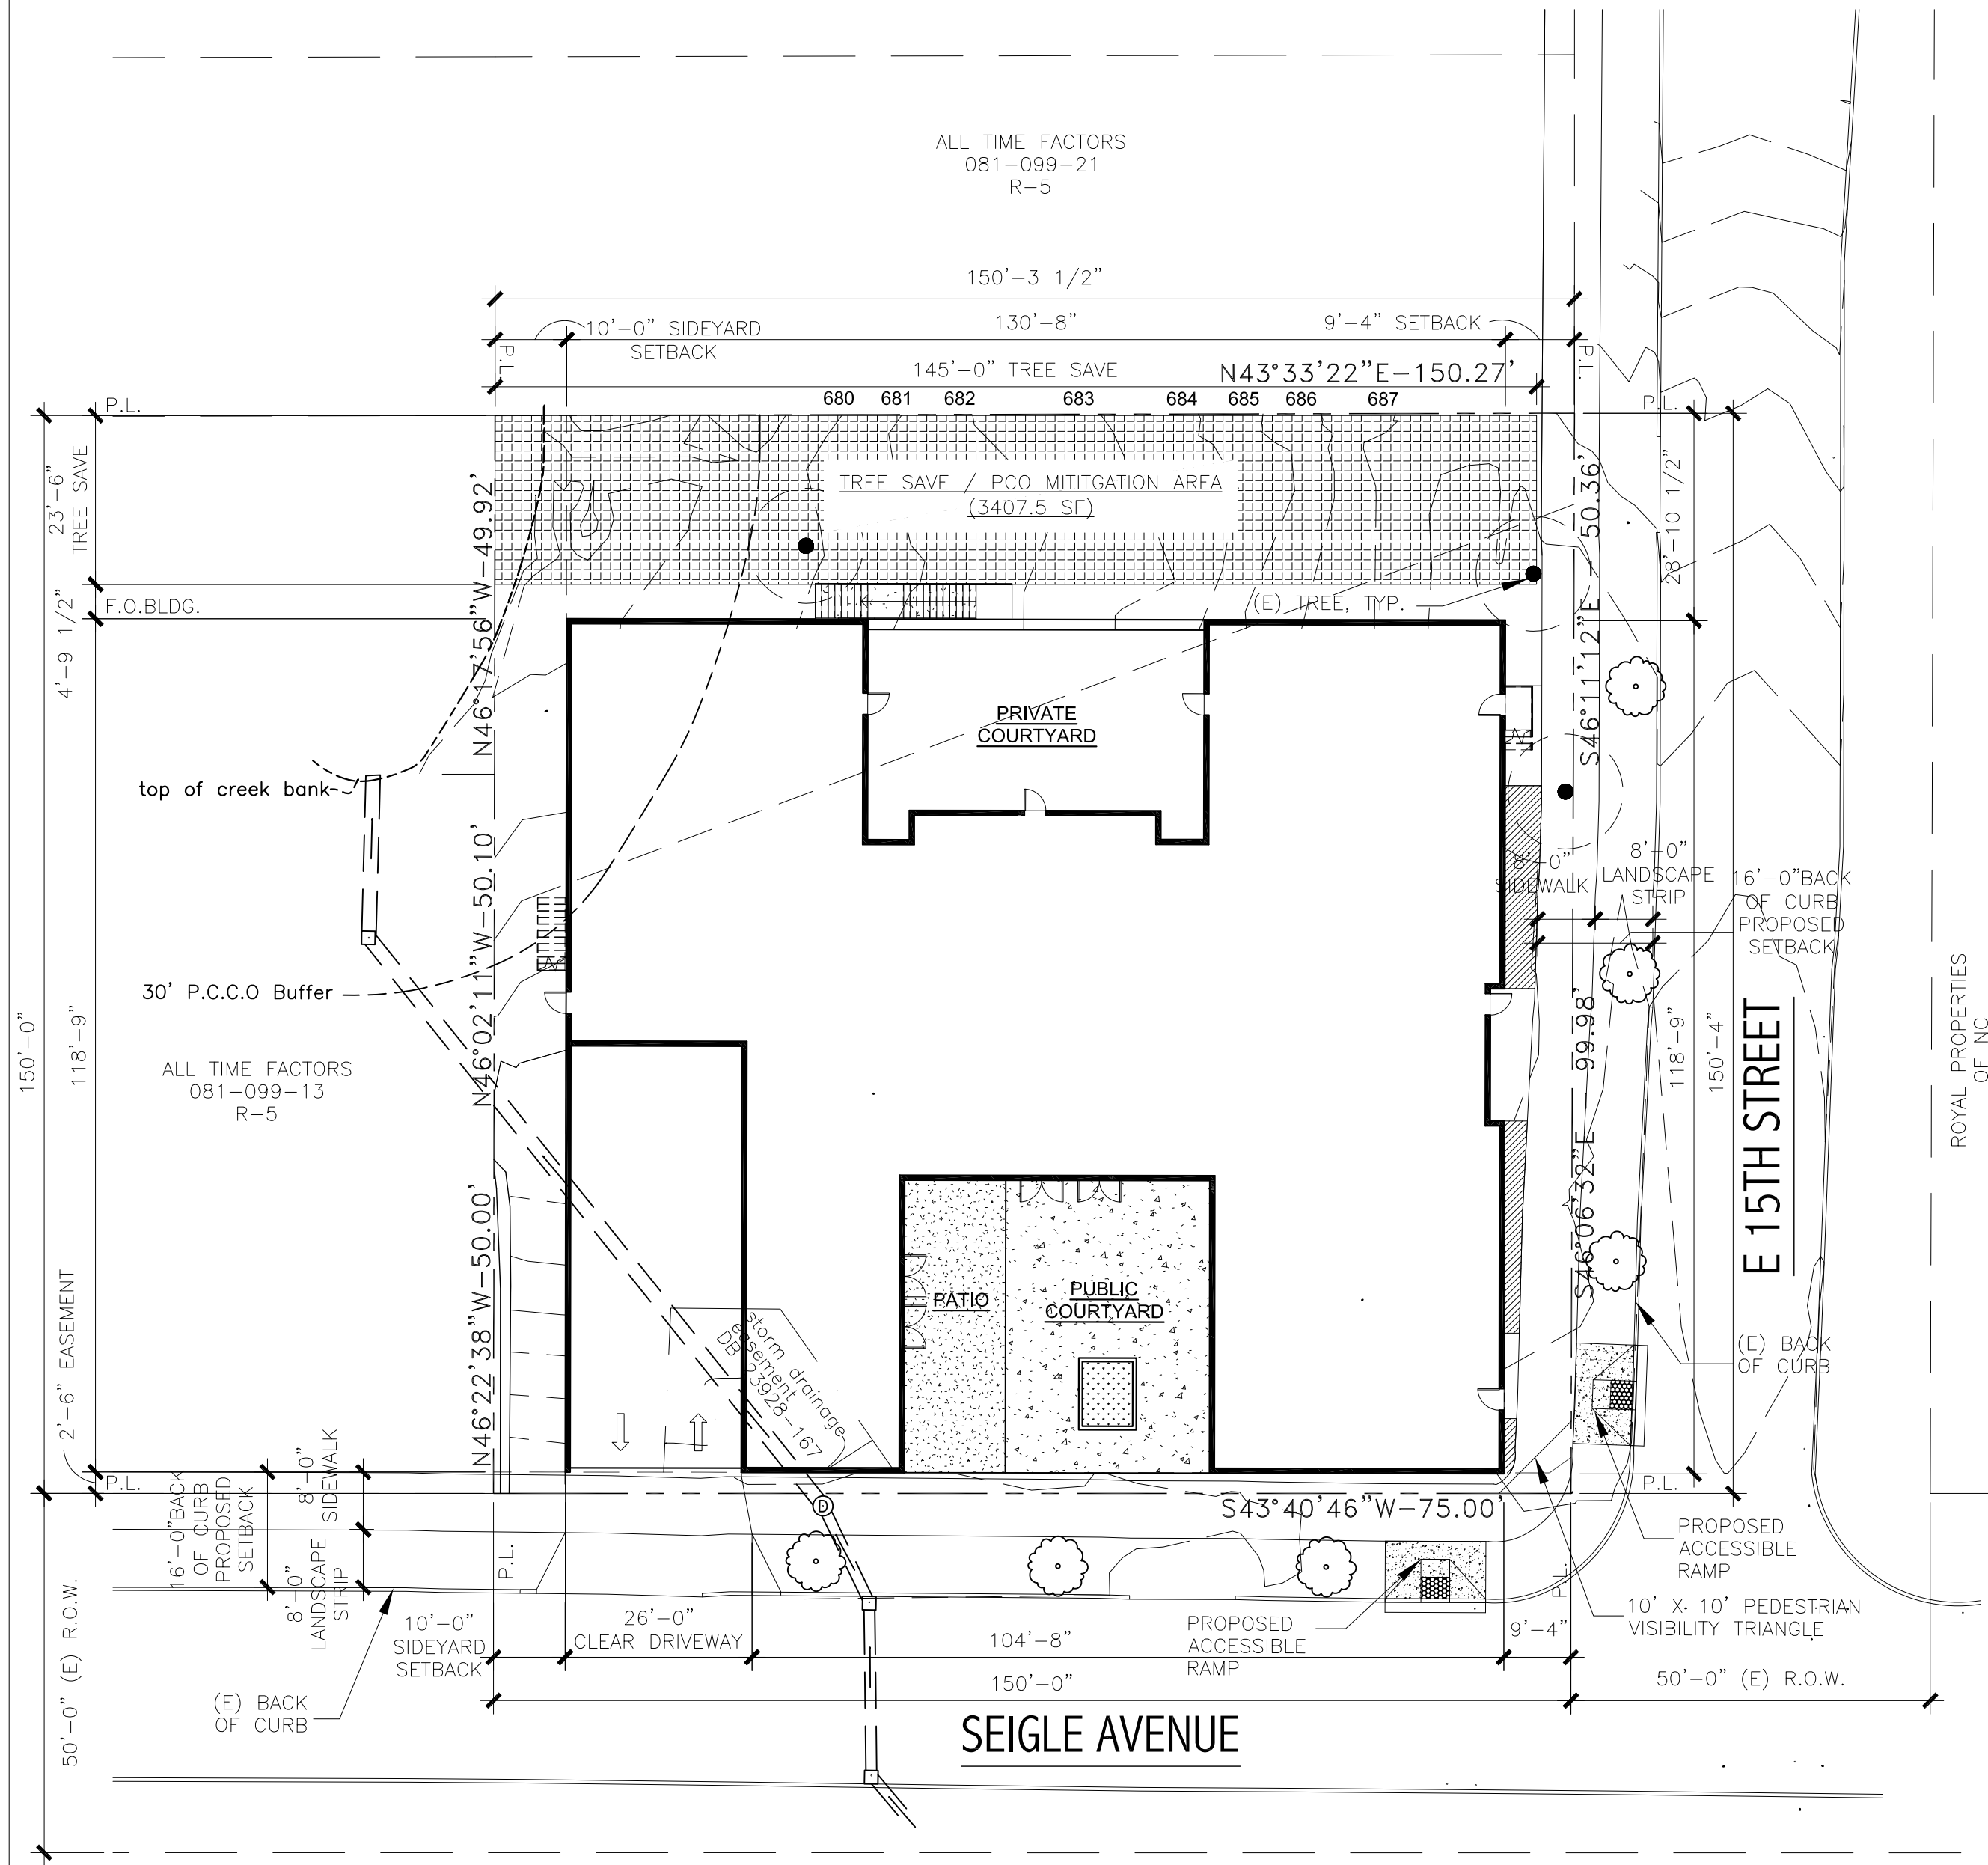 ALL TIME FACTORS
081-099-21
R-5
150'-3 1/2"
10'-0" SIDEYARD
SETBACK
130'-8"
9'-4" SETBACK
P.L.
P.L.
145'-0" TREE SAVE
N43°33'22"E-150.27'
680
681
682
683
684
685
686
687
P.L.
P.L.
23'-6"
TREE SAVE
TREE SAVE / PCO MITITGATION AREA
(3407.5 SF)
N46°17'56"W-49.92'
S46°11'12"E - 50.36'
28'-10 1/2"
4'-9 1/2"
F.O.BLDG.
(E) TREE, TYP.
PRIVATE
COURTYARD
top of creek bank
N46°02'11"W-50.10'
8'-0"
SIDEWALK
8'-0"
LANDSCAPE
STRIP
16'-0"BACK
OF CURB
PROPOSED
SETBACK
30' P.C.C.O Buffer
150'-0"
118'-9"
ALL TIME FACTORS
081-099-13
R-5
S46°06'32"E - 99.98'
118'-9"
150'-4"
E 15TH STREET
ROYAL PROPERTIES
OF NC
N46°22'38"W-50.00'
2'-6" EASEMENT
PATIO
PUBLIC
COURTYARD
storm drainage
easement
DB 23928-167
(E) BACK
OF CURB
P.L.
P.L.
16'-0"BACK
OF CURB
PROPOSED
SETBACK
8'-0"
SIDEWALK
8'-0"
LANDSCAPE
STRIP
D
S43°40'46"W-75.00'
P.L.
P.L.
PROPOSED
ACCESSIBLE
RAMP
10' X 10' PEDESTRIAN
VISIBILITY TRIANGLE
50'-0" (E) R.O.W.
(E) BACK
OF CURB
10'-0"
SIDEYARD
SETBACK
26'-0"
CLEAR DRIVEWAY
104'-8"
PROPOSED
ACCESSIBLE
RAMP
9'-4"
150'-0"
50'-0" (E) R.O.W.
SEIGLE AVENUE